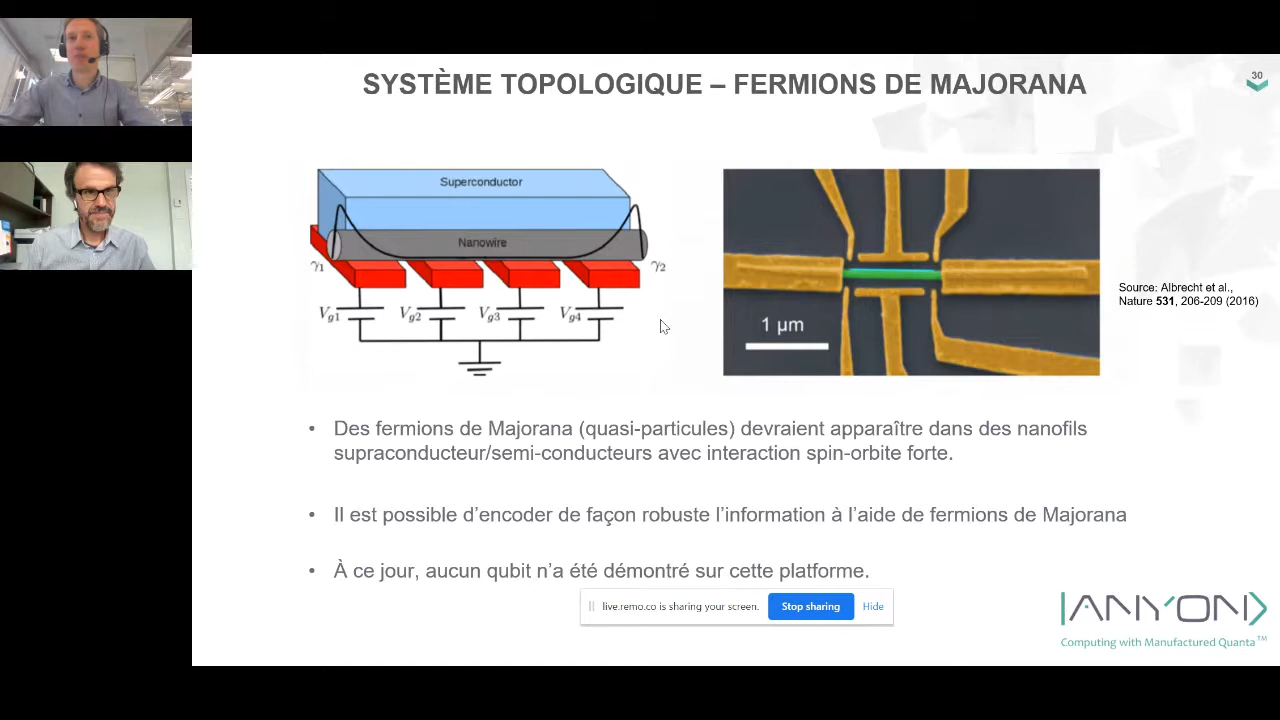 SYSTÈME TOPOLOGIQUE – FERMIONS DE MAJORANA
30
Superconductor
Nanowire
γ1
γ2
Vg1
Vg2
Vg3
Vg4
1 µm
Source: Albrecht et al.,
Nature 531, 206-209 (2016)
• Des fermions de Majorana (quasi-particules) devraient apparaître dans des nanofils
supraconducteur/semi-conducteurs avec interaction spin-orbite forte.
• Il est possible d’encoder de façon robuste l’information à l’aide de fermions de Majorana
• À ce jour, aucun qubit n’a été démontré sur cette platforme.
live.remo.co is sharing your screen.
Stop sharing
Hide
|ANYON⟩
Computing with Manufactured Quanta™